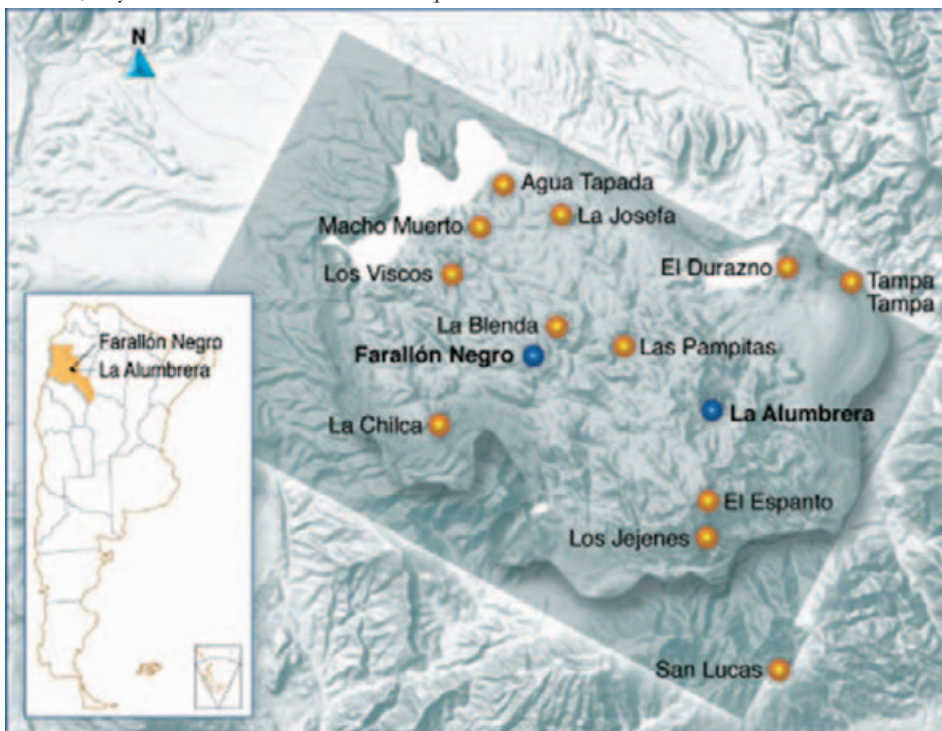 N
Agua Tapada
La Josefa
Macho Muerto
El Durazno
Los Viscos
Tampa
Tampa
La Blenda
Farallón Negro
Las Pampitas
Farallón Negro
La Alumbrera
La Alumbrera
La Chilca
El Espanto
Los Jejenes
San Lucas